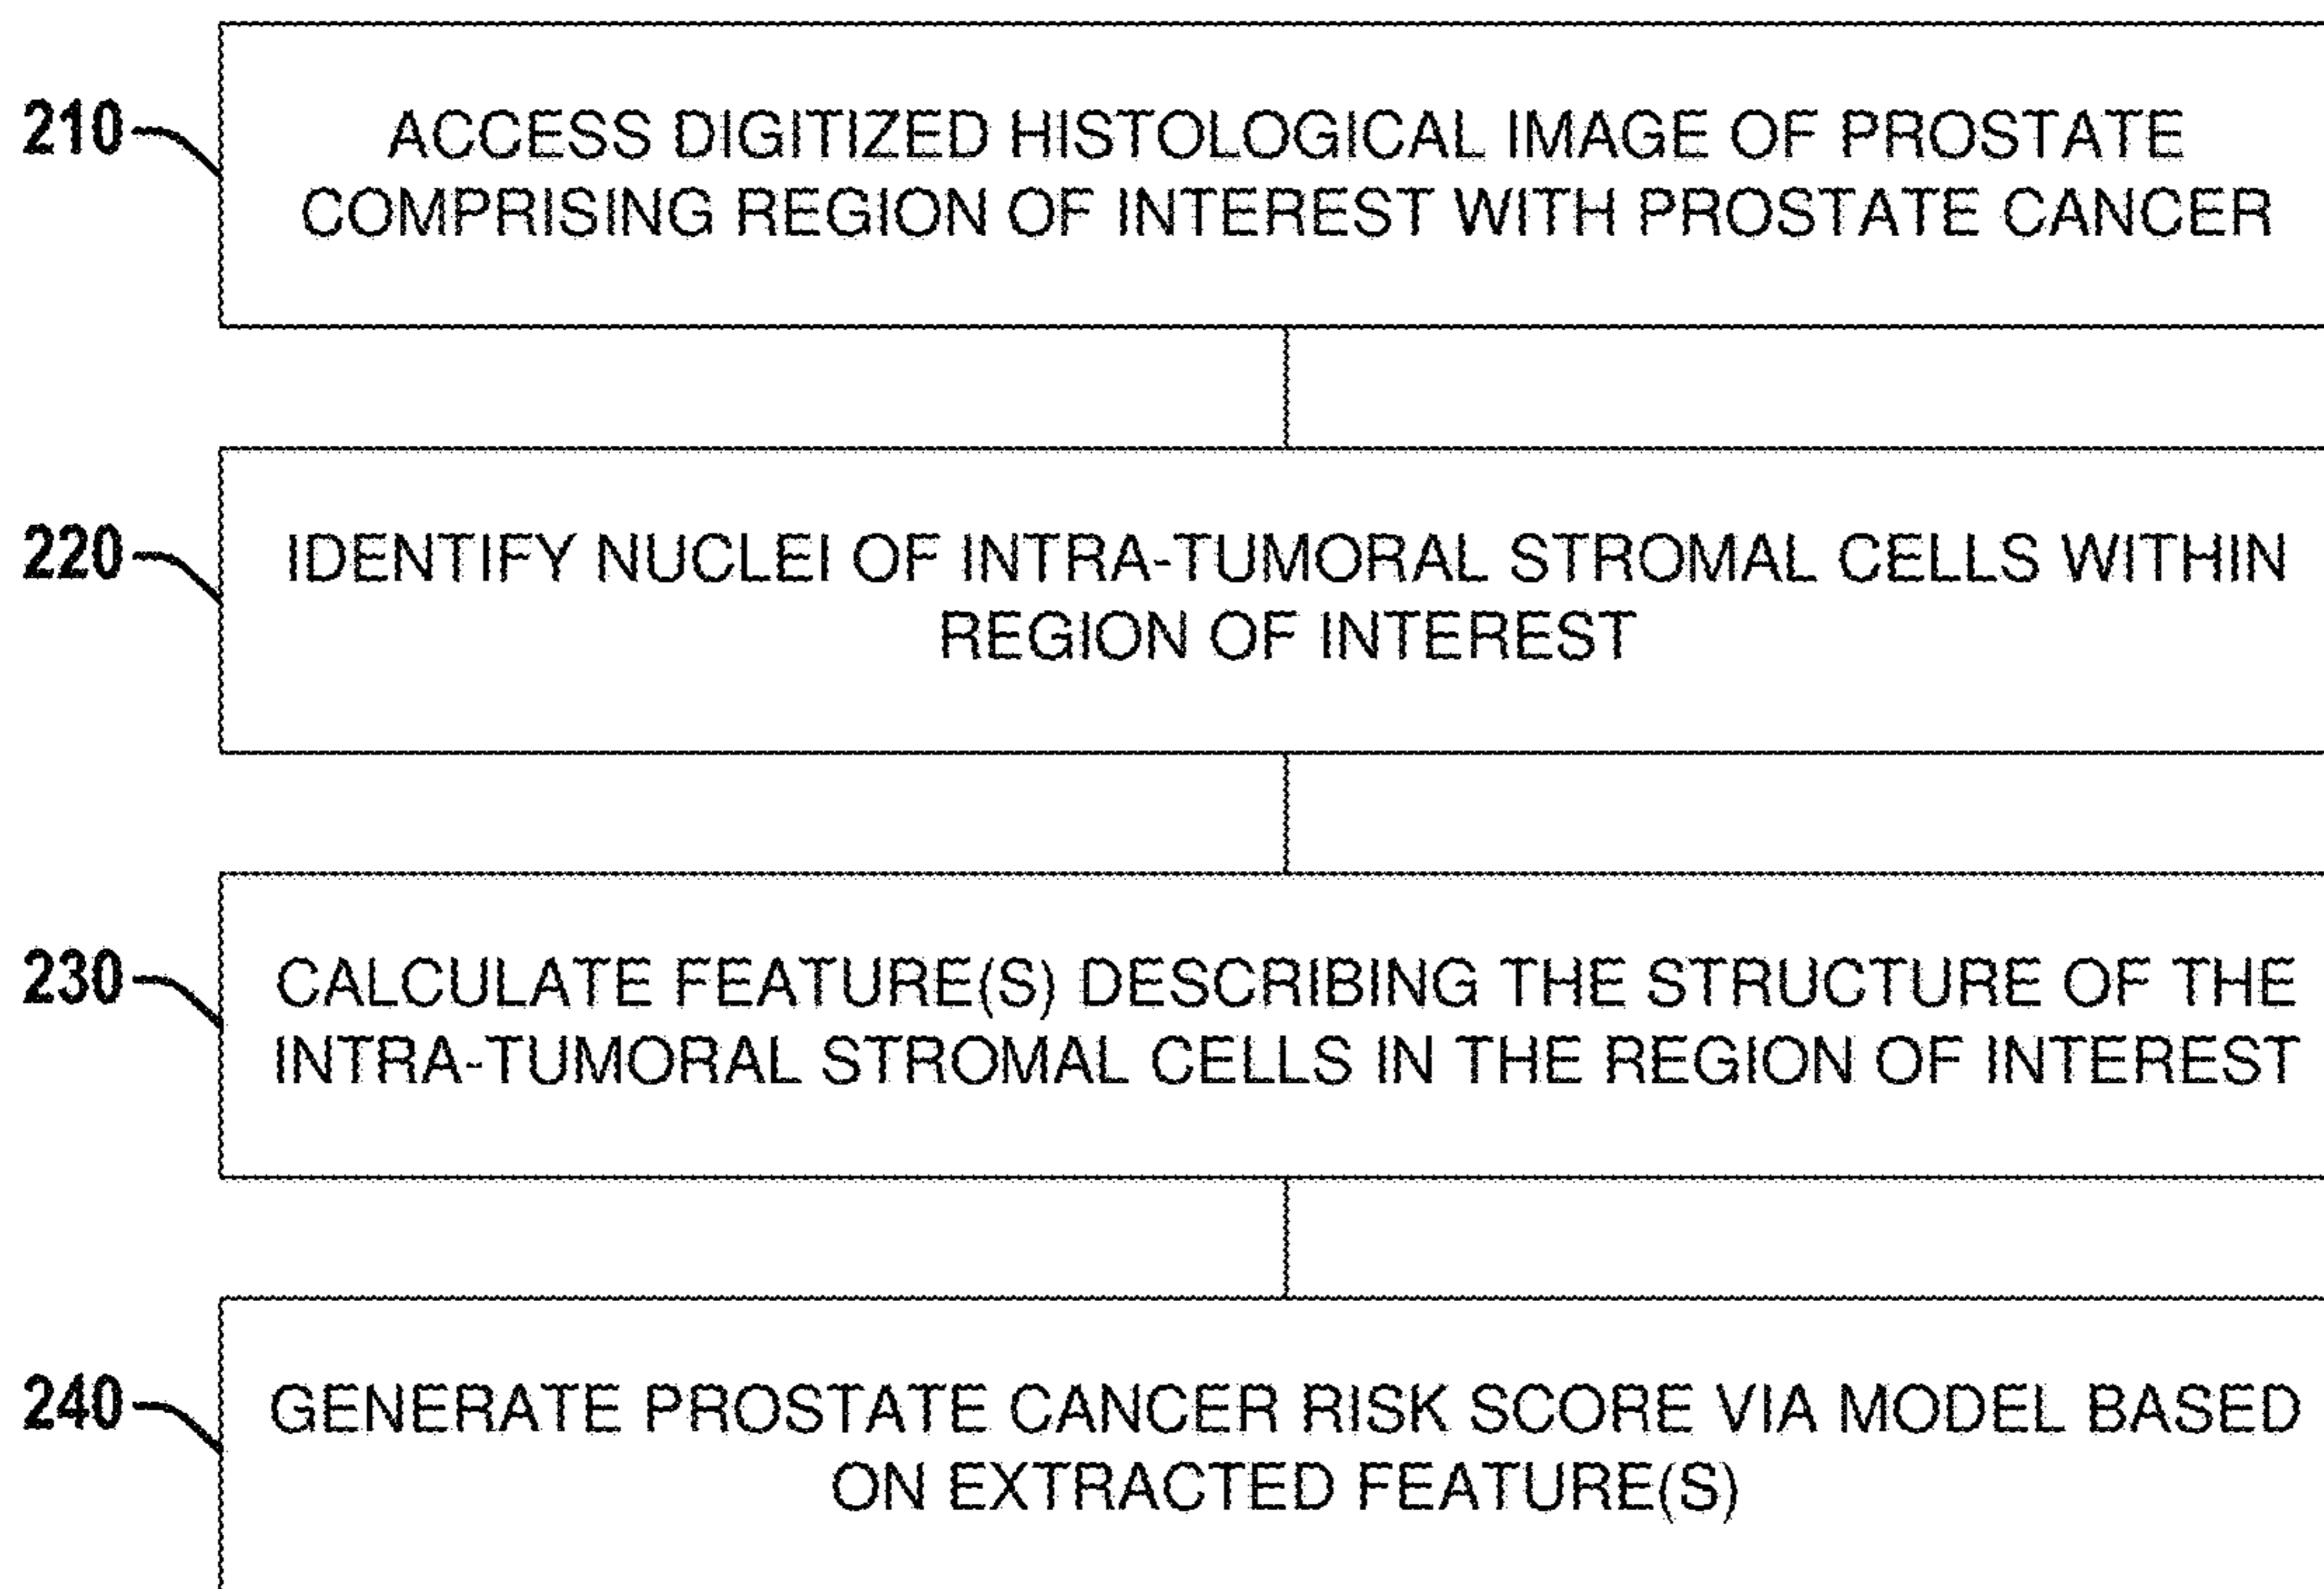 210
ACCESS DIGITIZED HISTOLOGICAL IMAGE OF PROSTATE
COMPRISING REGION OF INTEREST WITH PROSTATE CANCER
220
IDENTIFY NUCLEI OF INTRA-TUMORAL STROMAL CELLS WITHIN
REGION OF INTEREST
230
CALCULATE FEATURE(S) DESCRIBING THE STRUCTURE OF THE
INTRA-TUMORAL STROMAL CELLS IN THE REGION OF INTEREST
240
GENERATE PROSTATE CANCER RISK SCORE VIA MODEL BASED
ON EXTRACTED FEATURE(S)